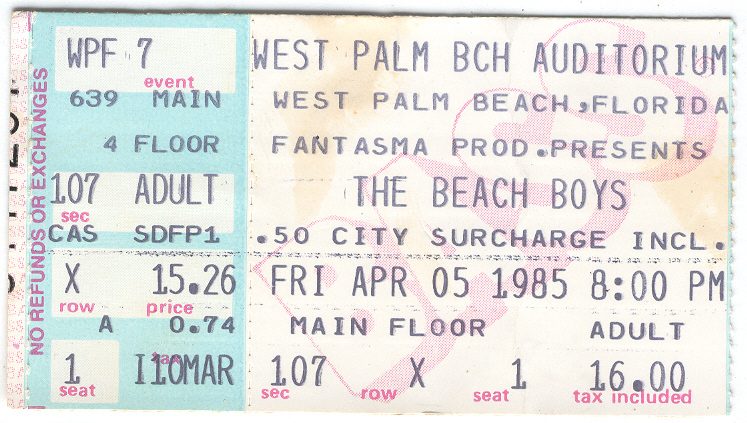 NO REFUNDS OR EXCHANGES
WPF 7
event
639 MAIN
4 FLOOR
107 ADULT
sec
CAS SDFP1
X 15.26
row price
A 0.74
tax
1 I10MAR
seat
WEST PALM BCH AUDITORIUM
WEST PALM BEACH, FLORIDA
FANTASMA PROD. PRESENTS
THE BEACH BOYS
.50 CITY SURCHARGE INCL.
FRI APR 05 1985 8:00 PM
MAIN FLOOR ADULT
107 X 1 16.00
sec row seat tax included